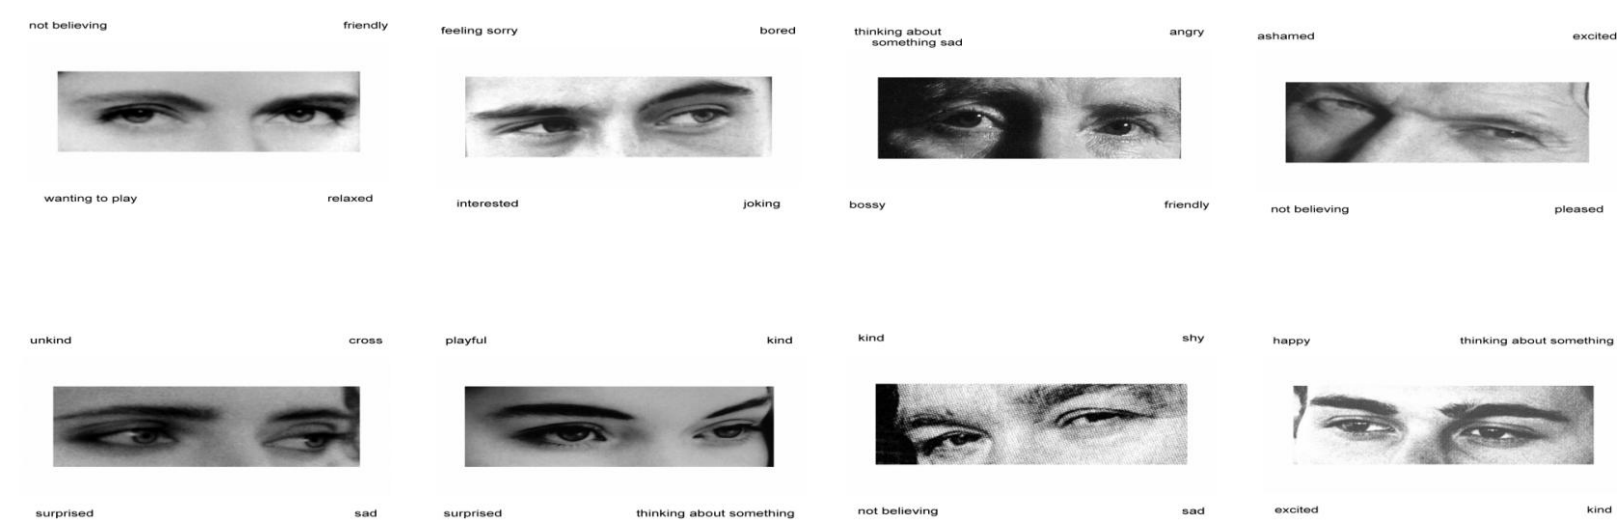 not believing friendly
feeling sorry bored
thinking about
something sad
angry
ashamed excited
wanting to play relaxed
interested joking
bossy friendly
not believing pleased
unkind cross
playful kind
kind shy
happy thinking about something
surprised sad
surprised thinking about something
not believing sad
excited kind